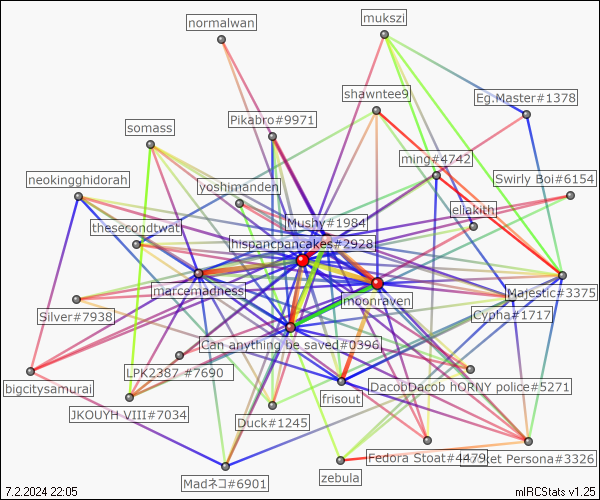 normalwan
mukszi
shawntee9
Eg.Master#1378
Pikabro#9971
somass
ming#4742
Swirly Boi#6154
neokingghidorah
yoshimanden
ellakith
Mushy#1984
thesecondtwat
hispancpancakes#2928
marcemadness
moonraven
Majestic#3375
Silver#7938
Cypha#1717
Can anything be saved#0396
LPK2387 #7690
bigcitysamurai
DacobDacob hQRNY police#5271
frisout
JKOUYH VIII#7034
Duck#1245
Fedora Stoat#4479
ket Persona#3326
zebula
Madネコ#6901
7.2.2024 22:05
mIRCStats v1.25